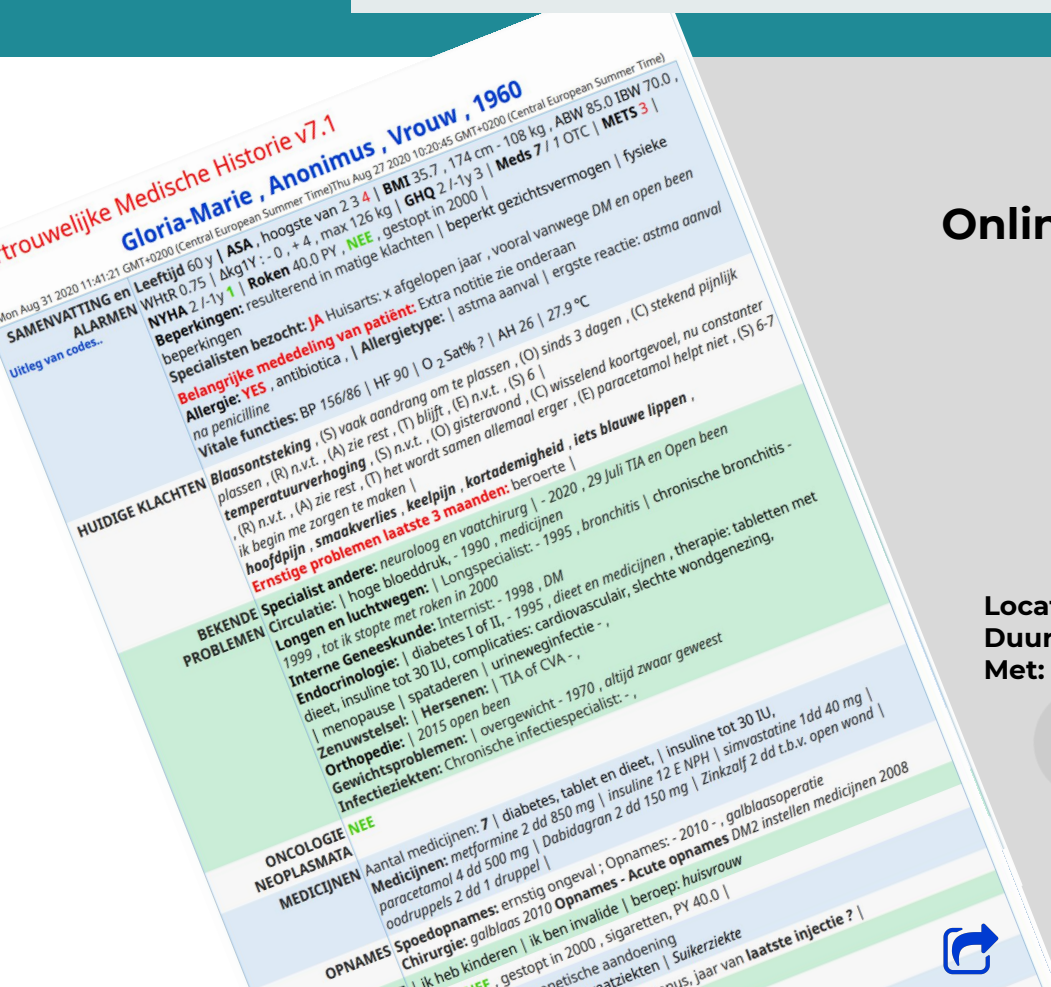 trouwelijke Medische Historie v7.1
Gloria-Marie , Anonimus , Vrouw , 1960
Mon Aug 31 2020 11:41:21 GMT+0200 (Central European Summer Time)Thu Aug 27 2020 10:20:45 GMT+0200 (Central European Summer Time)
SAMENVATTING en
ALARMEN
Uitleg van codes..
Leeftijd 60 y | ASA , hoogste van 2 3 4 | BMI 35.7 , 174 cm - 108 kg , ABW 85.0 IBW 70.0 ,
WHtR 0.75 | Δkg1Y : - 0 , + 4 , max 126 kg | GHQ 2 /-1y 3 | Meds 7 / 1 OTC | METS 3 |
NYHA 2 /-1y 1 | Roken 40.0 PY , NEE , gestopt in 2000 |
Beperkingen: resulterend in matige klachten | beperkt gezichtsvermogen | fysieke
beperkingen
Specialisten bezocht: JA Huisarts: x afgelopen jaar , vooral vanwege DM en open been
Belangrijke mededeling van patiënt: Extra notitie zie onderaan
Allergie: YES , antibiotica , | Allergietype: | astma aanval | ergste reactie: astma aanval
na penicilline
Vitale functies: BP 156/86 | HF 90 | O 2 Sat% ? | AH 26 | 27.9 ℃
HUIDIGE KLACHTEN
Blaasontsteking , (S) vaak aandrang om te plassen , (O) sinds 3 dagen , (C) stekend pijnlijk
plassen , (R) n.v.t. , (A) zie rest , (T) blijft , (E) n.v.t. , (S) 6 |
temperatuurverhoging , (S) n.v.t. , (O) gisteravond , (C) wisselend koortgevoel, nu constanter
, (R) n.v.t. , (A) zie rest , (T) het wordt samen allemaal erger , (E) paracetamol helpt niet , (S) 6-7
ik begin me zorgen te maken |
hoofdpijn , smaakverlies , keelpijn , kortademigheid , iets blauwe lippen ,
Ernstige problemen laatste 3 maanden: beroerte |
BEKENDE
PROBLEMEN
Specialist andere: neuroloog en vaatchirurg | - 2020 , 29 Juli TIA en Open been
Circulatie: | hoge bloeddruk, - 1990 , medicijnen
Longen en luchtwegen: | Longspecialist: - 1995 , bronchitis | chronische bronchitis -
1999 , tot ik stopte met roken in 2000
Interne Geneeskunde: Internist: - 1998 , DM
Endocrinologie: | diabetes I of II, - 1995 , dieet en medicijnen , therapie: tabletten met
dieet, insuline tot 30 IU, complicaties: cardiovasculair, slechte wondgenezing,
| menopause | spataderen | urineweginfectie - ,
Zenuwstelsel: | Hersenen: | TIA of CVA - ,
Orthopedie: | 2015 open been
Gewichtsproblemen: | overgewicht - 1970 , altijd zwaar geweest
Infectieziekten: Chronische infectiespecialist: - ,
ONCOLOGIE
NEOPLASMATA
NEE
MEDICIJNEN
Aantal medicijnen: 7 | diabetes, tablet en dieet, | insuline tot 30 IU,
Medicijnen: metformine 2 dd 850 mg | insuline 12 E NPH | simvastatine 1dd 40 mg |
paracetamol 4 dd 500 mg | Dabidagran 2 dd 150 mg | Zinkzalf 2 dd t.b.v. open wond |
oodruppels 2 dd 1 druppel |
OPNAMES
Spoedopnames: ernstig ongeval ; Opnames: - 2010 - , galblaasoperatie
Chirurgie: galblaas 2010 Opnames - Acute opnames DM2 instellen medicijnen 2008
| ik heb kinderen | ik ben invalide | beroep: huisvrouw
NEE , gestopt in 2000 , sigaretten, PY 40.0 |
netische aandoening
atziekten | Suikerziekte
nus, jaar van laatste injectie ? |
Onlin
Locat
Duur
Met: